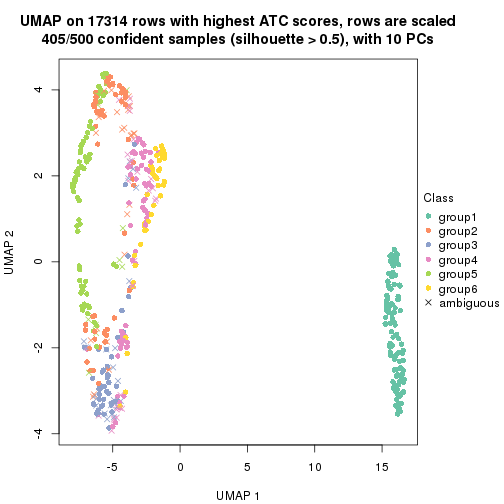 UMAP on 17314 rows with highest ATC scores, rows are scaled
405/500 confident samples (silhouette > 0.5), with 10 PCs
4
2
0
-2
-4
UMAP 2
-5
0
5
10
15
UMAP 1
Class
group1
group2
group3
group4
group5
group6
ambiguous